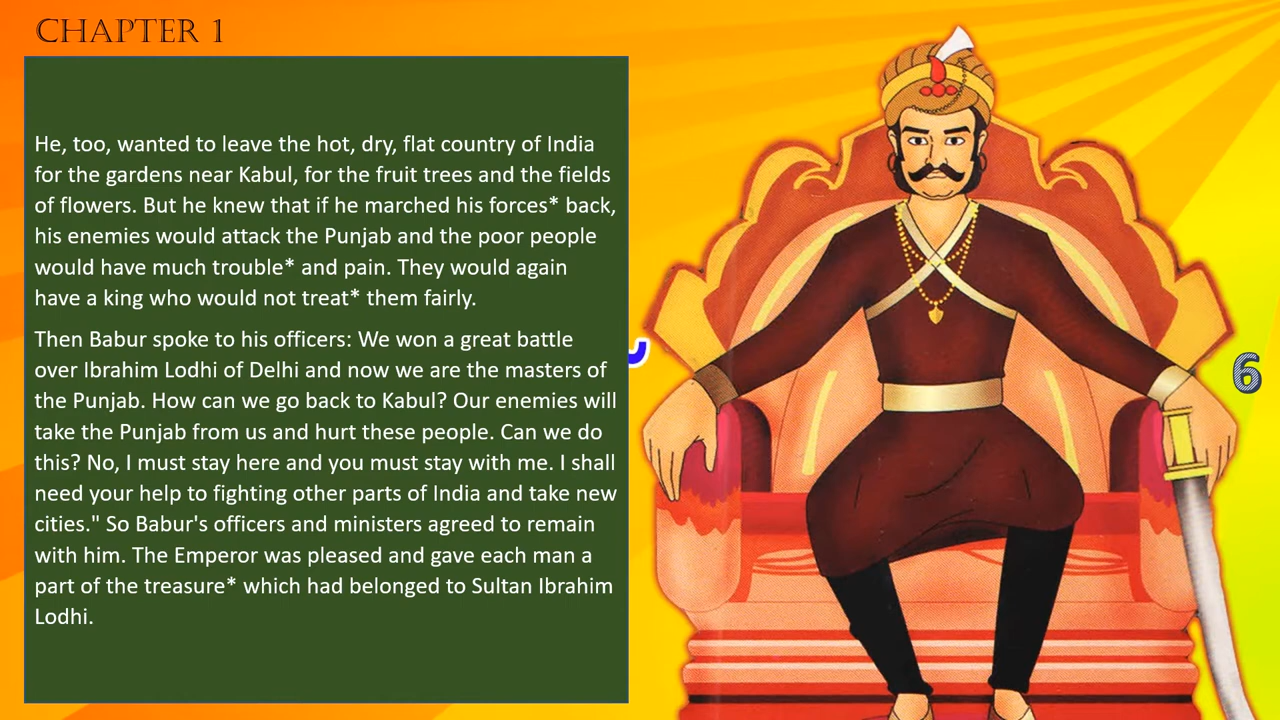 CHAPTER 1
He, too, wanted to leave the hot, dry, flat country of India
for the gardens near Kabul, for the fruit trees and the fields
of flowers. But he knew that if he marched his forces* back,
his enemies would attack the Punjab and the poor people
would have much trouble* and pain. They would again
have a king who would not treat* them fairly.
Then Babur spoke to his officers: We won a great battle
over Ibrahim Lodhi of Delhi and now we are the masters of
the Punjab. How can we go back to Kabul? Our enemies will
take the Punjab from us and hurt these people. Can we do
this? No, I must stay here and you must stay with me. I shall
need your help to fighting other parts of India and take new
cities." So Babur's officers and ministers agreed to remain
with him. The Emperor was pleased and gave each man a
part of the treasure* which had belonged to Sultan Ibrahim
Lodhi.
6